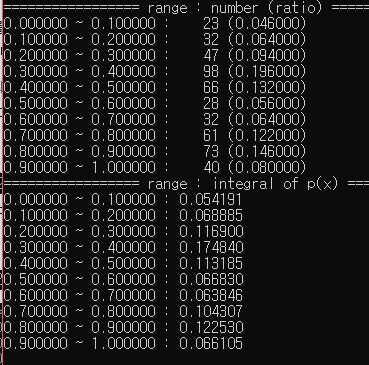 ================= range : number (ratio) =====
0.000000 ~ 0.100000 : 23 (0.046000)
0.100000 ~ 0.200000 : 32 (0.064000)
0.200000 ~ 0.300000 : 47 (0.094000)
0.300000 ~ 0.400000 : 98 (0.196000)
0.400000 ~ 0.500000 : 66 (0.132000)
0.500000 ~ 0.600000 : 28 (0.056000)
0.600000 ~ 0.700000 : 32 (0.064000)
0.700000 ~ 0.800000 : 61 (0.122000)
0.800000 ~ 0.900000 : 73 (0.146000)
0.900000 ~ 1.000000 : 40 (0.080000)
================= range : integral of p(x) ===
0.000000 ~ 0.100000 : 0.054191
0.100000 ~ 0.200000 : 0.068885
0.200000 ~ 0.300000 : 0.116900
0.300000 ~ 0.400000 : 0.174840
0.400000 ~ 0.500000 : 0.113185
0.500000 ~ 0.600000 : 0.066830
0.600000 ~ 0.700000 : 0.063846
0.700000 ~ 0.800000 : 0.104307
0.800000 ~ 0.900000 : 0.122530
0.900000 ~ 1.000000 : 0.066105